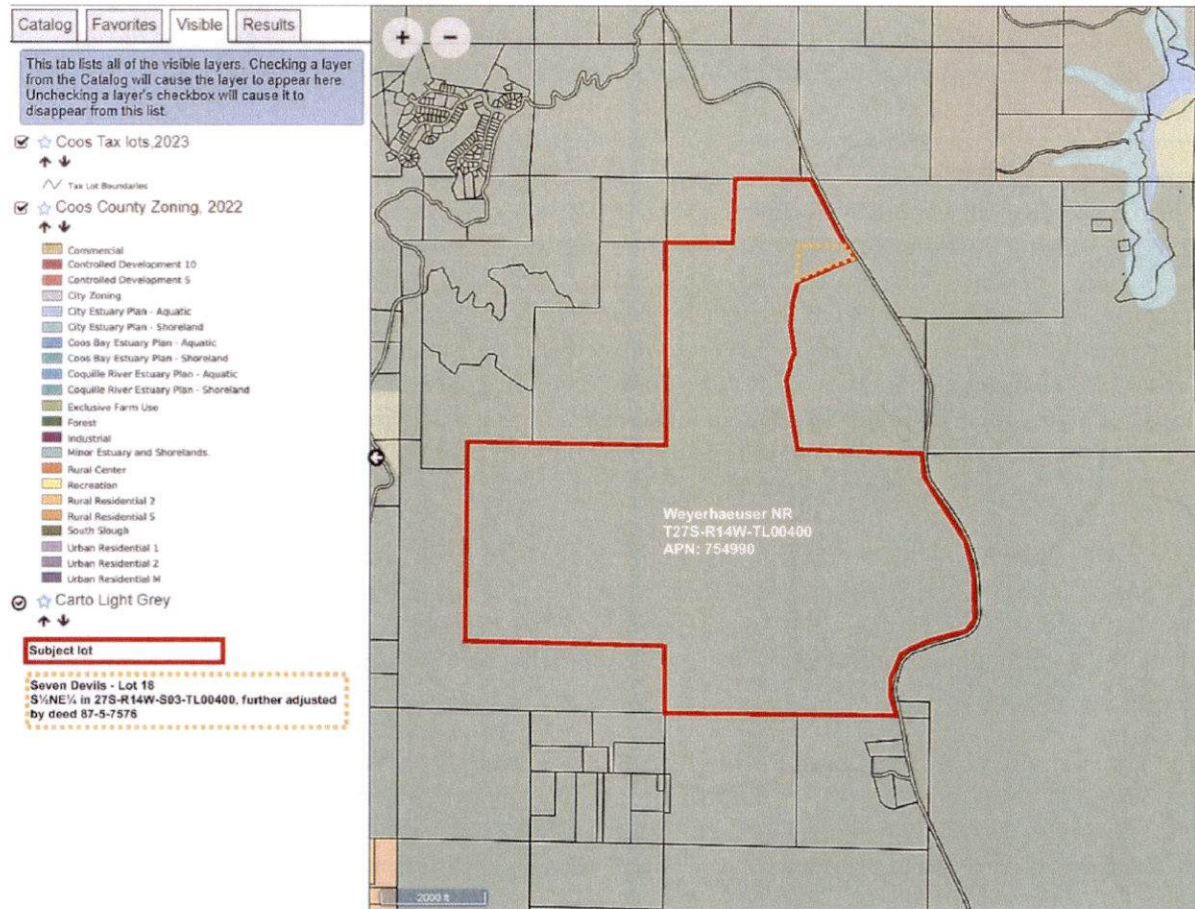 Catalog Favorites Visible Results
This tab lists all of the visible layers. Checking a layer
from the Catalog will cause the layer to appear here.
Unchecking a layer's checkbox will cause it to
disappear from this list.
Coos Tax lots,2023
Tax Lot Boundaries
Coos County Zoning, 2022
Commercial
Controlled Development 10
Controlled Development 5
City Zoning
City Estuary Plan - Aquatic
City Estuary Plan - Shoreland
Coos Bay Estuary Plan - Aquatic
Coos Bay Estuary Plan - Shoreland
Coquille River Estuary Plan - Aquatic
Coquille River Estuary Plan - Shoreland
Exclusive Farm Use
Forest
Industrial
Minor Estuary and Shorelands.
Rural Center
Recreation
Rural Residential 2
Rural Residential 5
South Slough
Urban Residential 1
Urban Residential 2
Urban Residential M
Carto Light Grey
Subject lot
Seven Devils - Lot 18
S½NE¼ in 27S-R14W-S03-TL00400, further adjusted
by deed 87-5-7576
+ −
Weyerhaeuser NR
T27S-R14W-TL00400
APN: 754990
2000 ft